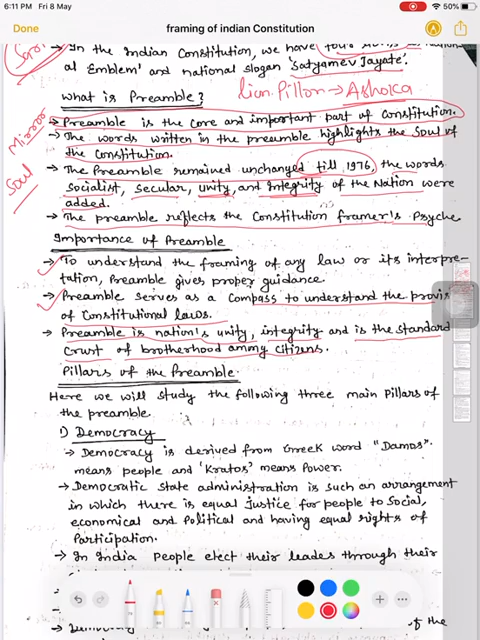 6:11 PM Fri 8 May
50%
Done
framing of indian Constitution
→ In the Indian Constitution, we have four lions as national
al Emblem' and national slogan 'Satyamev Jayate'.
lion Pillor → Ashoka
What is Preamble?
→ Preamble is the core and important part of Constitution.
Mirror
→ The words written in the preamble highlights the Soul of
the Constitution.
Soul
→ The Preamble remained unchanged till 1976, the words
Socialist, Secular, unity, and Integrity of the Nation were
added.
→ The preamble reflects the Constitution framer's Psyche
Importance of Preamble
→ To understand the framing of any law or its interpre-
tation, Preamble gives proper guidance.
→ Preamble serves as a Compass to understand the provis
of Constitutional laws.
→ Preamble is nation's unity, integrity and is the standard
Crust of brotherhood among citizens.
Pillars of the Preamble
Here we will study the following three main Pillars of
the preamble.
1) Democracy
→ Democracy is derived from Greek word "Damos".
means people and 'Kratos' means Power.
→ Democratic State administration is such an arrangement
in which there is equal Justice for people to Social,
economical and Political and having equal rights of
Participation.
→ In India People elect their leades through their